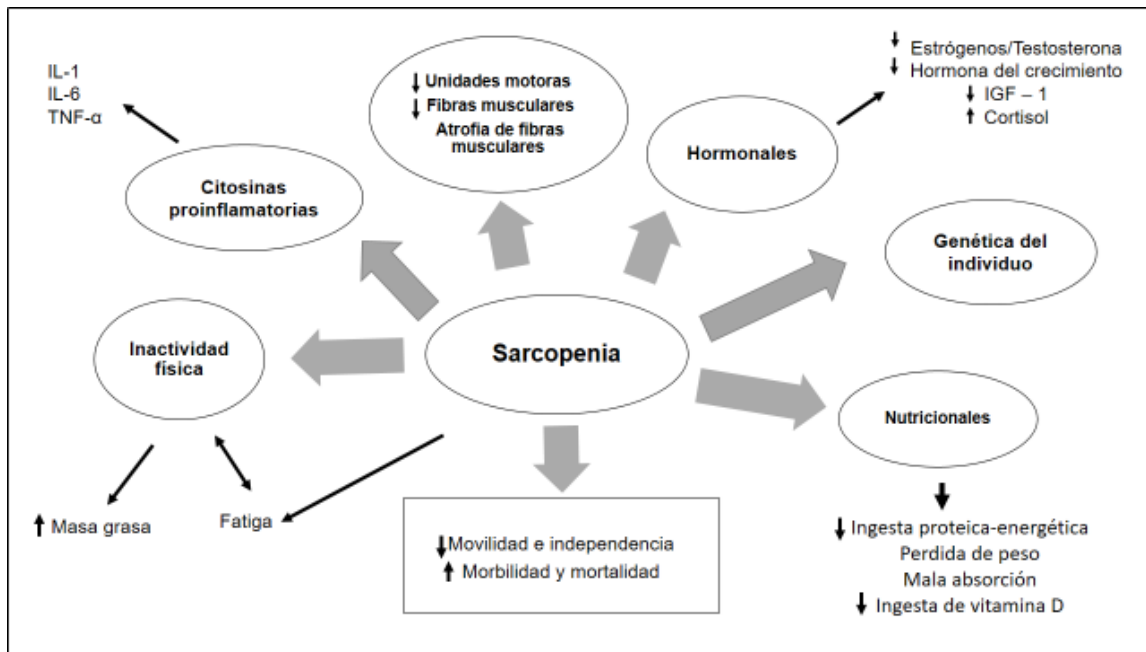 IL-1
IL-6
TNF-α
Citosinas
proinflamatorias
↓ Unidades motoras
↓ Fibras musculares
Atrofia de fibras
musculares
Hormonales
↓ Estrógenos/Testosterona
↓ Hormona del crecimiento
↓ IGF – 1
↑ Cortisol
Genética del
individuo
Inactividad
física
Sarcopenia
Nutricionales
↑ Masa grasa
Fatiga
↓ Movilidad e independencia
↑ Morbilidad y mortalidad
↓ Ingesta proteica-energética
Perdida de peso
Mala absorción
↓ Ingesta de vitamina D